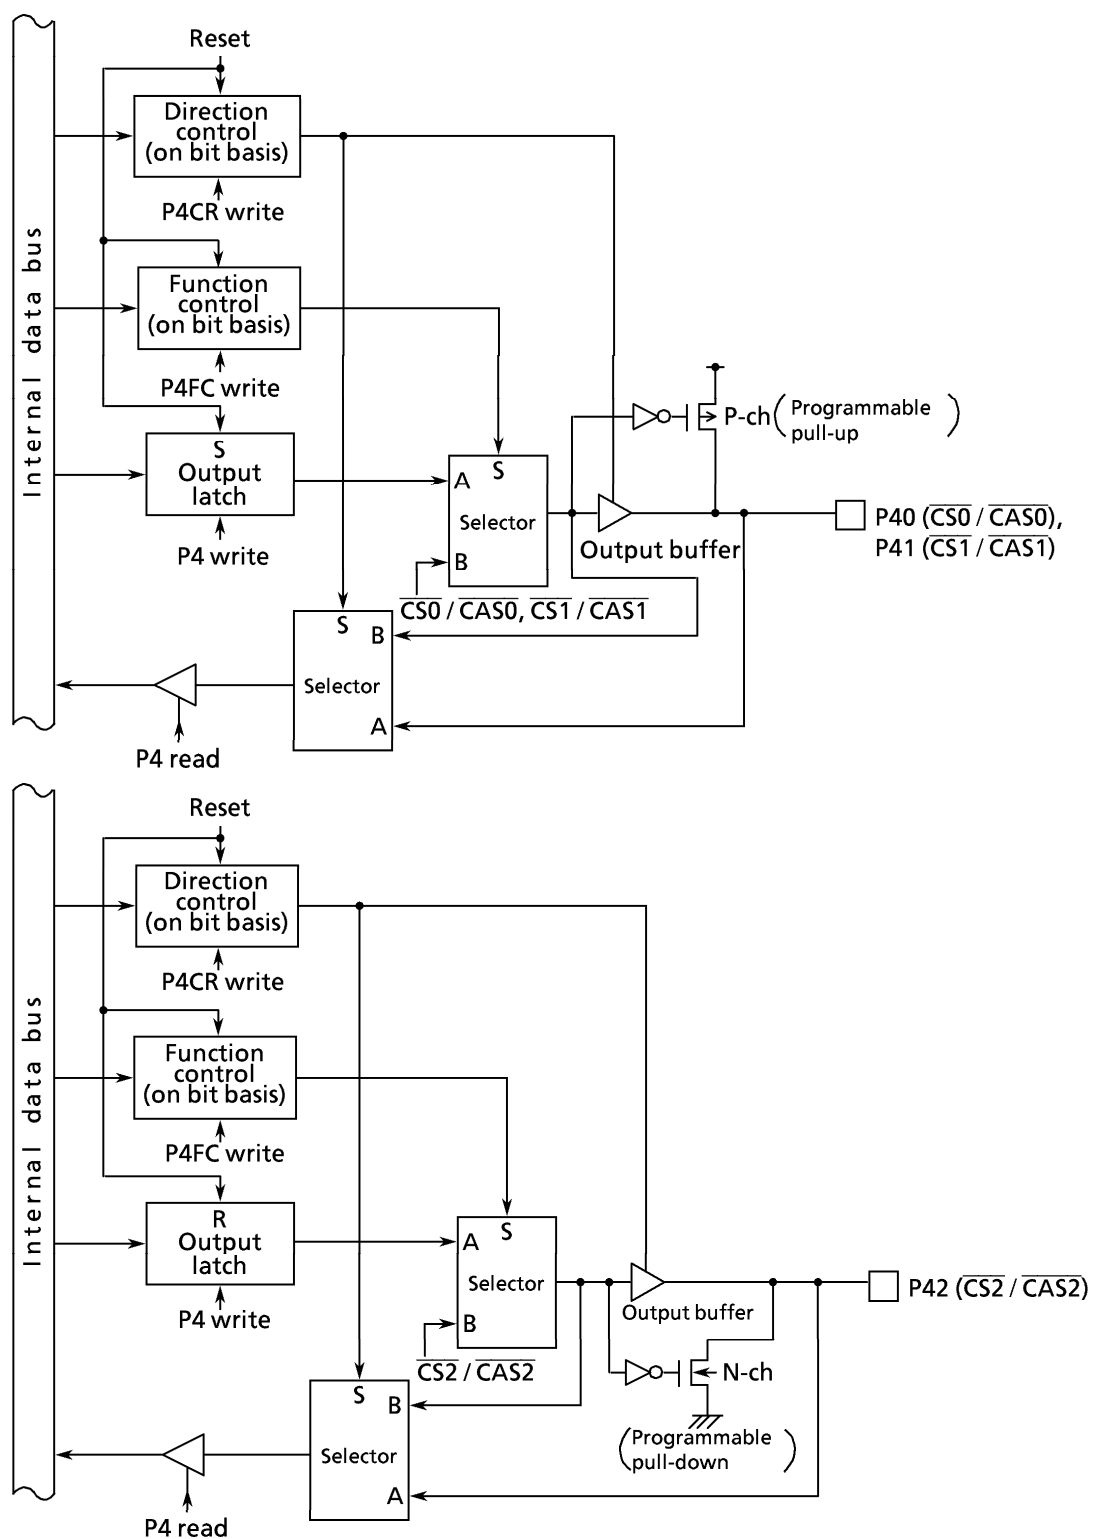 Reset
Direction
control
(on bit basis)
P4CR write
Internal data bus
Function
control
(on bit basis)
P4FC write
S
Output
latch
P4 write
S
A
Selector
B
P-ch (Programmable
pull-up)
Output buffer
P40 (CS0 / CAS0),
P41 (CS1 / CAS1)
CS0 / CAS0, CS1 / CAS1
S
B
Selector
A
P4 read
Reset
Direction
control
(on bit basis)
P4CR write
Internal data bus
Function
control
(on bit basis)
P4FC write
R
Output
latch
P4 write
S
A
Selector
B
Output buffer
P42 (CS2 / CAS2)
CS2 / CAS2
N-ch
(Programmable
pull-down)
S
B
Selector
A
P4 read